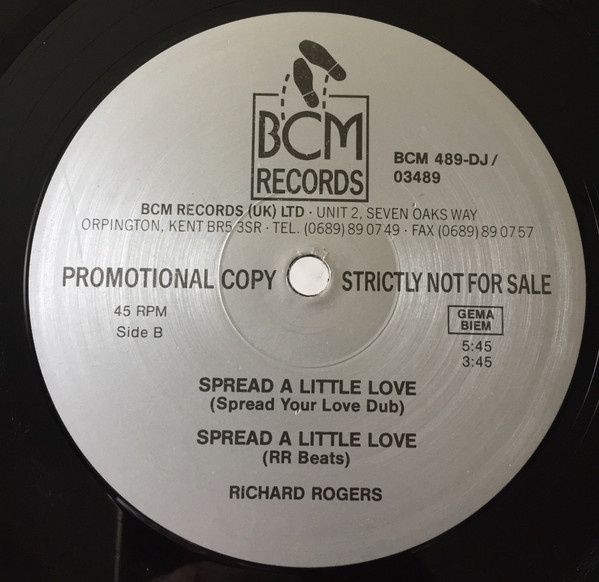 BCM
RECORDS
BCM 489-DJ/
03489
BCM RECORDS (UK) LTD · UNIT 2, SEVEN OAKS WAY
ORPINGTON, KENT BR5 3SR · TEL. (0689) 89 07 49 · FAX (0689) 89 07 57
PROMOTIONAL COPY STRICTLY NOT FOR SALE
45 RPM
Side B
GEMA
BIEM
5:45
3:45
SPREAD A LITTLE LOVE
(Spread Your Love Dub)
SPREAD A LITTLE LOVE
(RR Beats)
RICHARD ROGERS